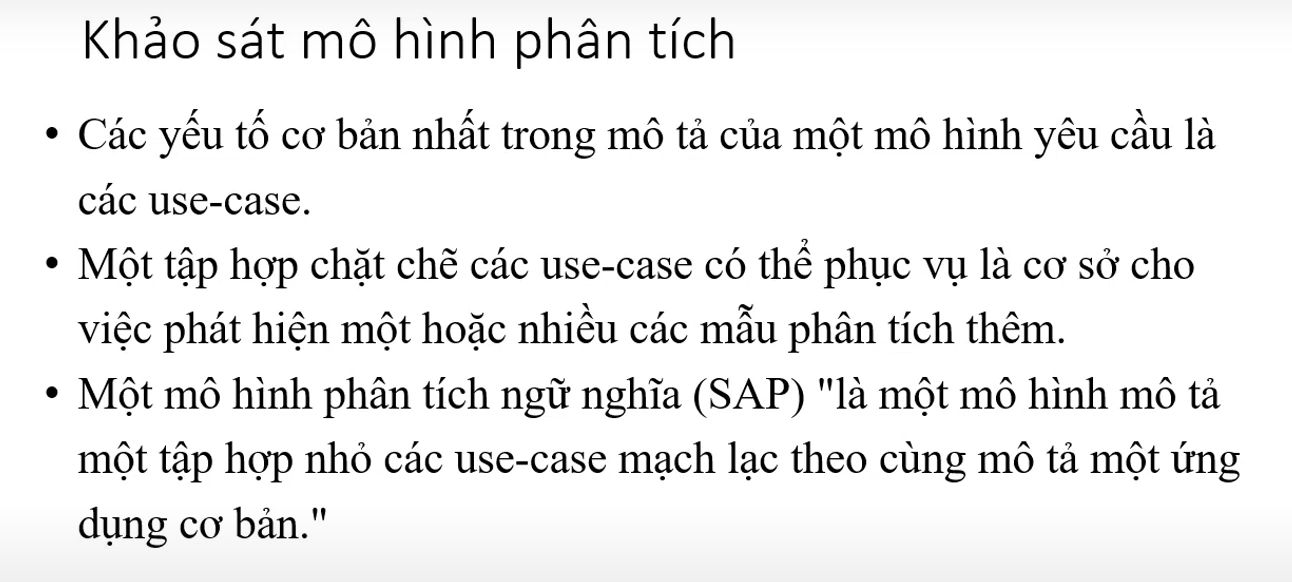 Khảo sát mô hình phân tích
• Các yếu tố cơ bản nhất trong mô tả của một mô hình yêu cầu là
các use-case.
• Một tập hợp chặt chẽ các use-case có thể phục vụ là cơ sở cho
việc phát hiện một hoặc nhiều các mẫu phân tích thêm.
• Một mô hình phân tích ngữ nghĩa (SAP) "là một mô hình mô tả
một tập hợp nhỏ các use-case mạch lạc theo cùng mô tả một ứng
dụng cơ bản."